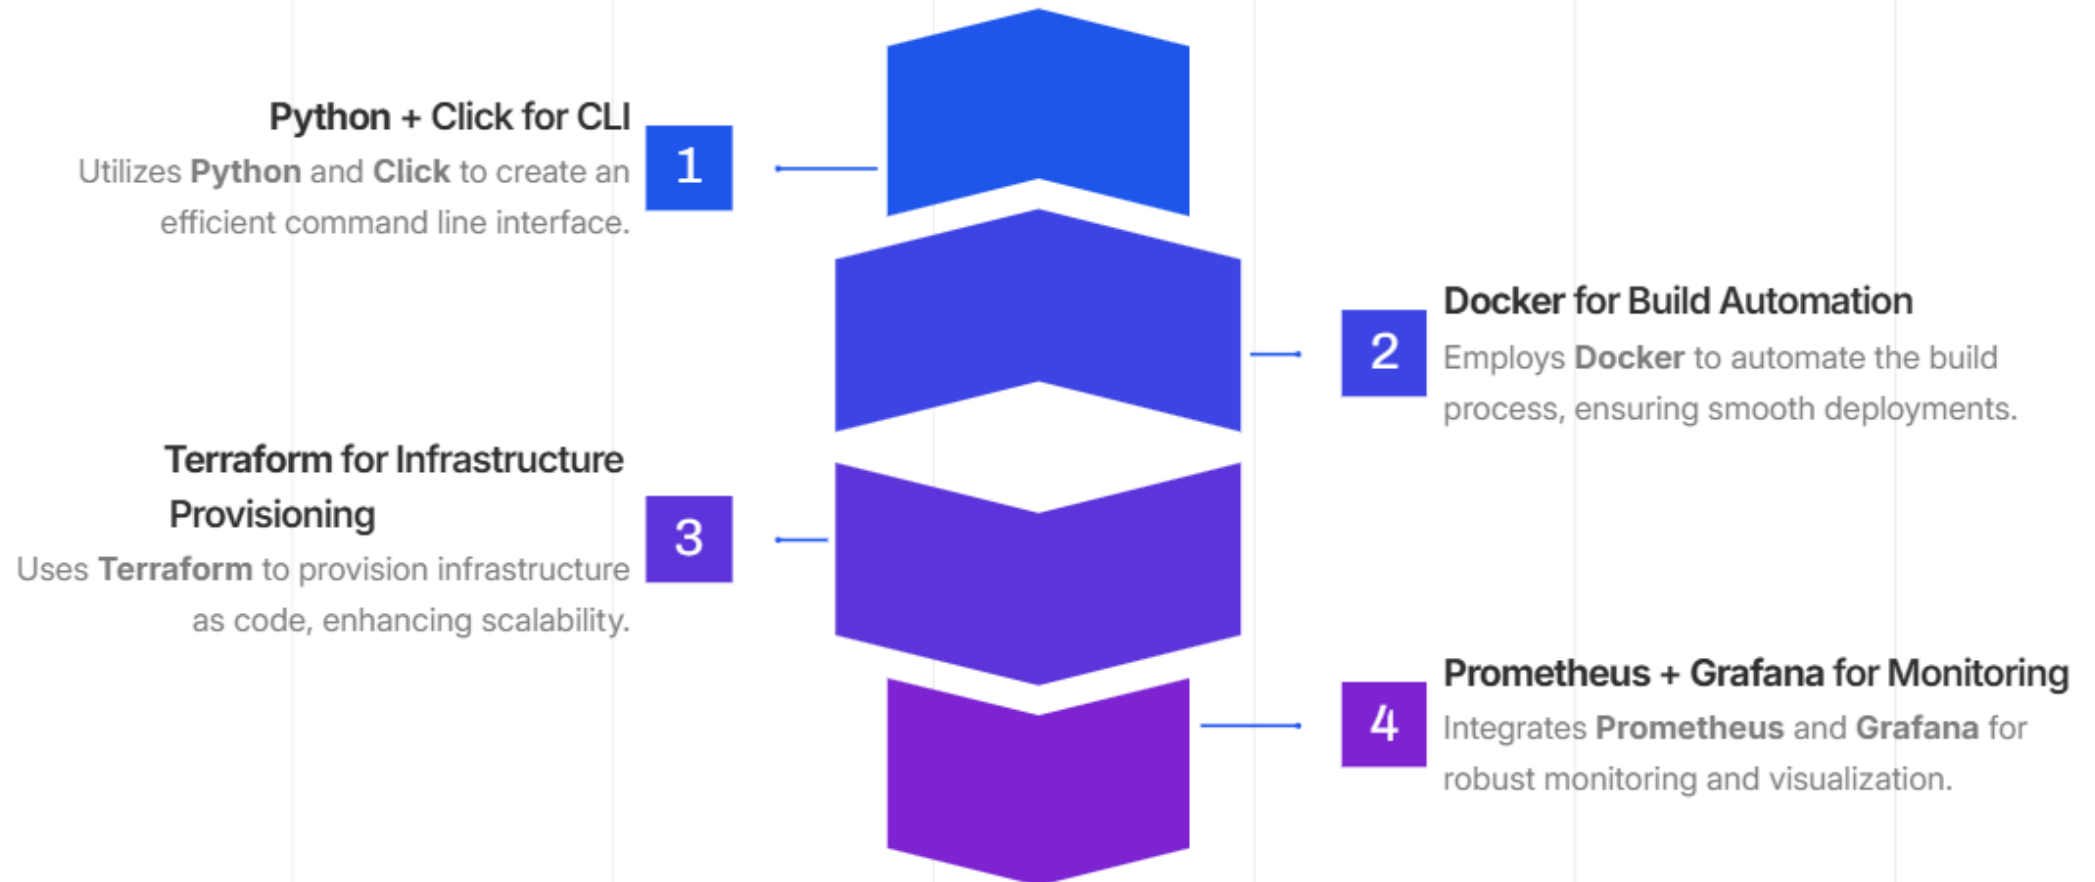 Python + Click for CLI
1
Utilizes Python and Click to create an
efficient command line interface.
Docker for Build Automation
2
Employs Docker to automate the build
process, ensuring smooth deployments.
Terraform for Infrastructure
Provisioning
3
Uses Terraform to provision infrastructure
as code, enhancing scalability.
Prometheus + Grafana for Monitoring
4
Integrates Prometheus and Grafana for
robust monitoring and visualization.